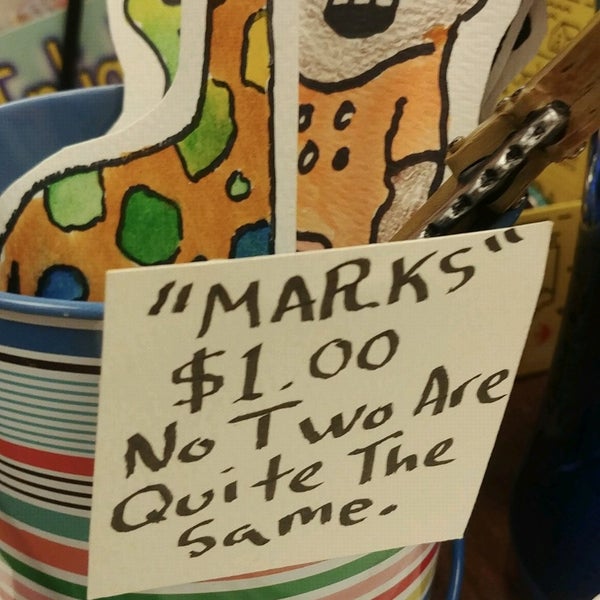 "MARKS"
$1.00
No Two Are
Quite The
Same.